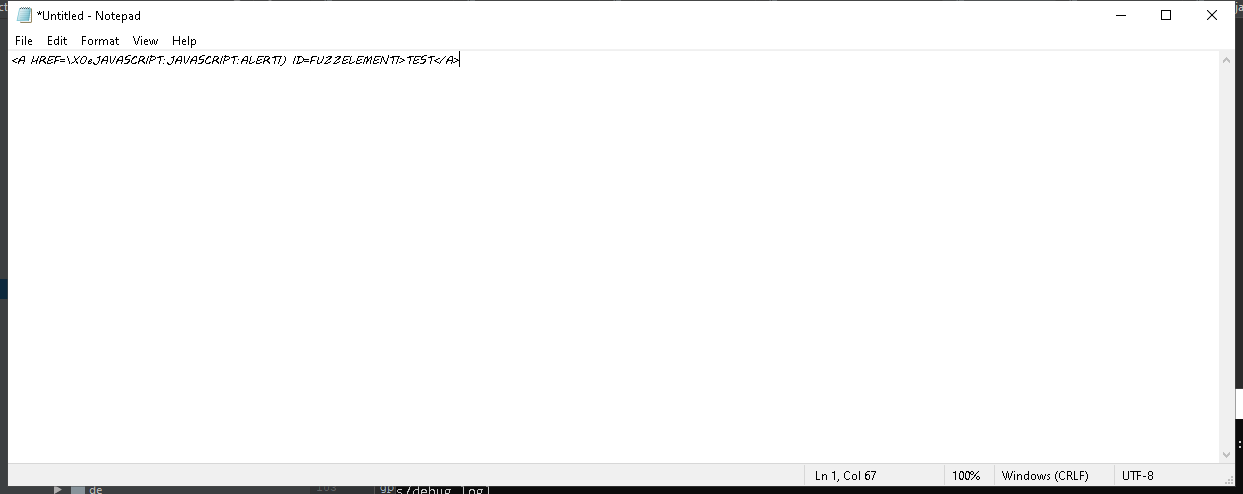 *Untitled - Notepad
File Edit Format View Help
<A HREF=\X0eJAVASCRIPT:JAVASCRIPT:ALERT1) ID=FUZZELEMENT1>TEST</A>
Ln 1, Col 67 100% Windows (CRLF) UTF-8
de